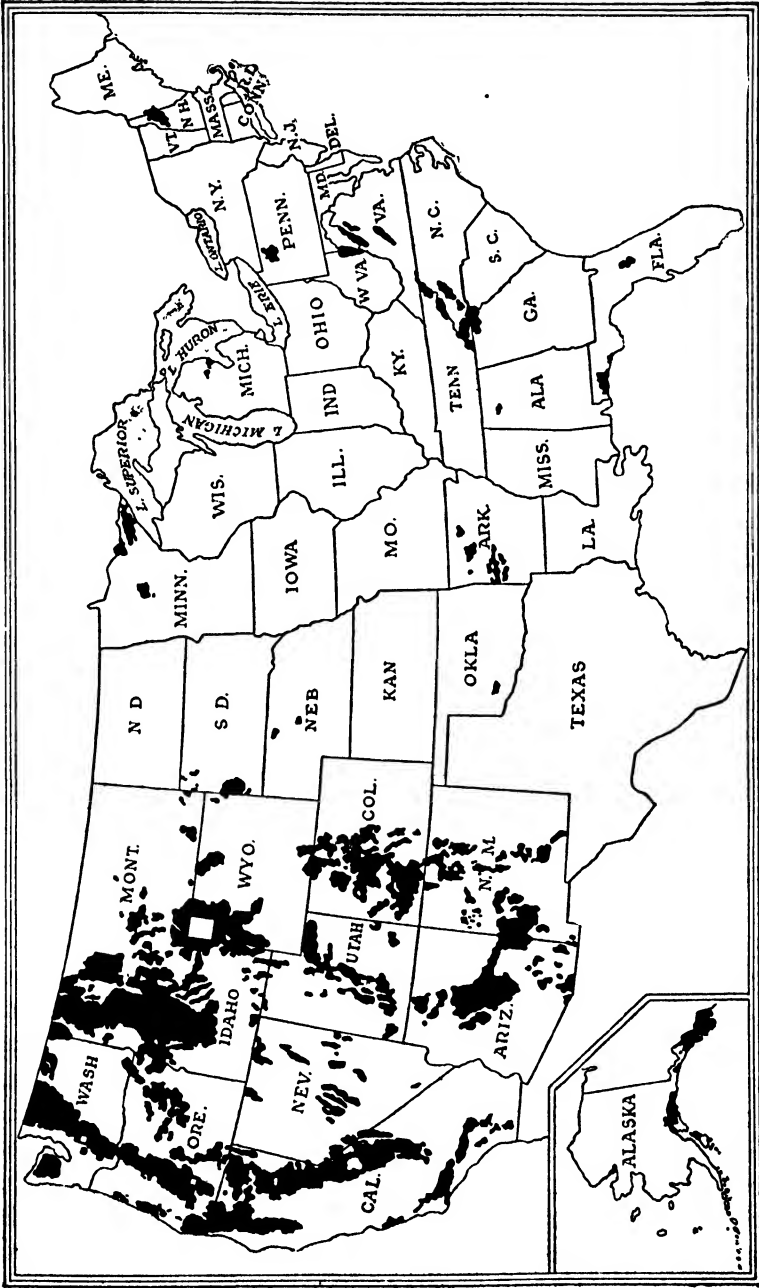 WASH
ORE.
CAL.
NEV.
IDAHO
MONT.
WYO.
UTAH
ARIZ.
COL.
N. M.
N D
S D.
NEB
KAN
OKLA
TEXAS
MINN.
IOWA
MO.
ARK.
LA.
WIS.
ILL.
MICH.
IND
OHIO
KY.
TENN
MISS.
ALA
GA.
FLA.
S. C.
N. C.
VA.
W VA
MD.
DEL.
PENN.
N.J.
N.Y.
CONN.
R.I.
MASS.
VT.
N H.
ME.
L. SUPERIOR
L. MICHIGAN
L. HURON
L. ERIE
L. ONTARIO
ALASKA